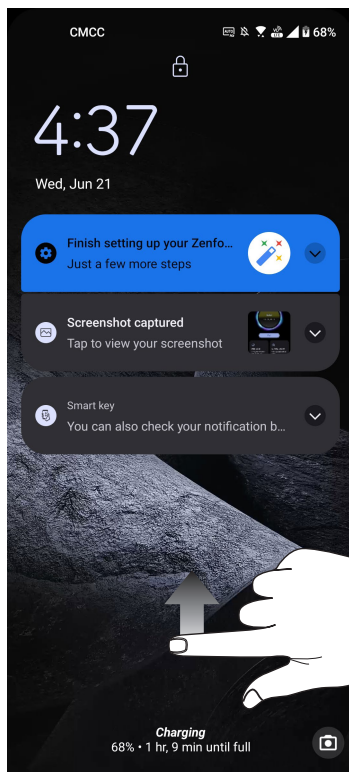 CMCC
68%
4:37
Wed, Jun 21
Finish setting up your Zenfo...
Just a few more steps
Screenshot captured
Tap to view your screenshot
Smart key
You can also check your notification b...
Charging
68% • 1 hr, 9 min until full